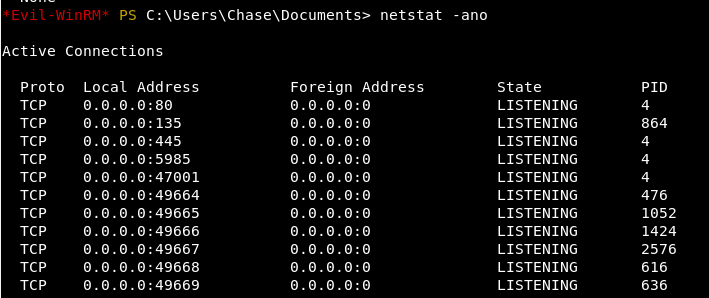 None
*Evil-WinRM* PS C:\Users\Chase\Documents> netstat -ano
Active Connections
Proto  Local Address          Foreign Address        State           PID
TCP    0.0.0.0:80             0.0.0.0:0              LISTENING       4
TCP    0.0.0.0:135            0.0.0.0:0              LISTENING       864
TCP    0.0.0.0:445            0.0.0.0:0              LISTENING       4
TCP    0.0.0.0:5985           0.0.0.0:0              LISTENING       4
TCP    0.0.0.0:47001          0.0.0.0:0              LISTENING       4
TCP    0.0.0.0:49664          0.0.0.0:0              LISTENING       476
TCP    0.0.0.0:49665          0.0.0.0:0              LISTENING       1052
TCP    0.0.0.0:49666          0.0.0.0:0              LISTENING       1424
TCP    0.0.0.0:49667          0.0.0.0:0              LISTENING       2576
TCP    0.0.0.0:49668          0.0.0.0:0              LISTENING       616
TCP    0.0.0.0:49669          0.0.0.0:0              LISTENING       636